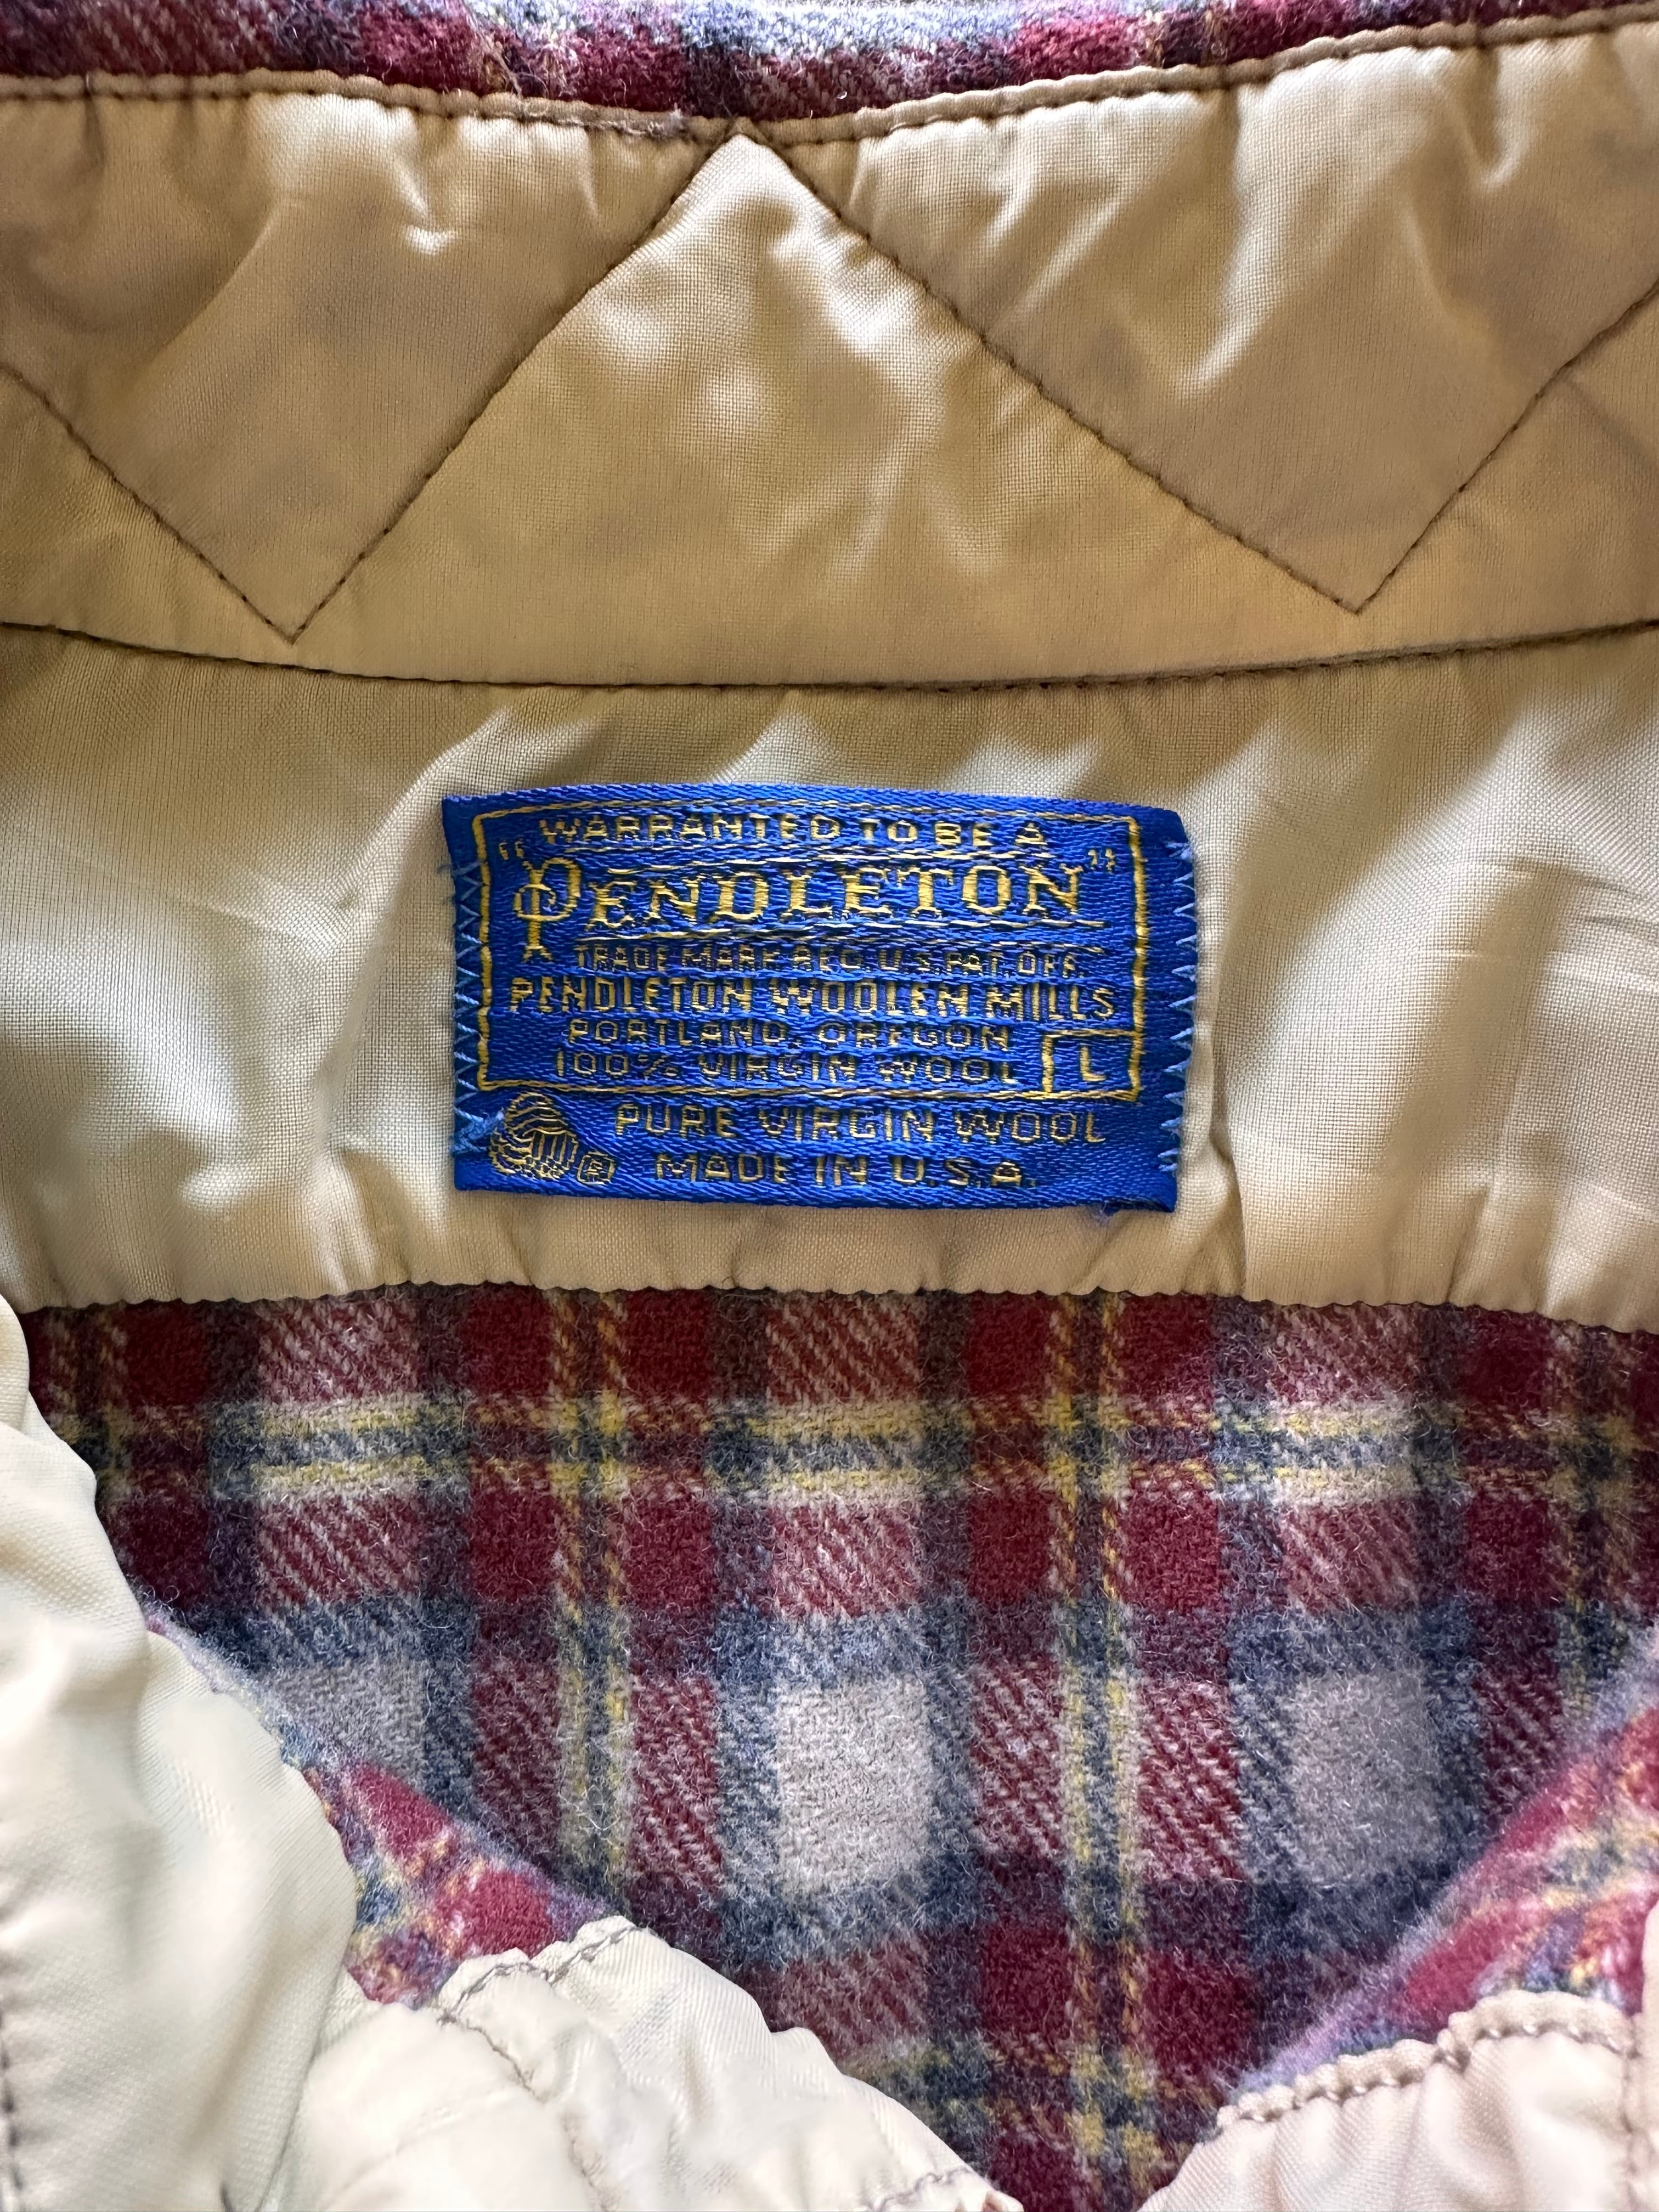 WARRANTED TO BE A
"PENDLETON"
TRADE MARK REG. U.S. PAT. OFF.
PENDLETON WOOLEN MILLS
PORTLAND, OREGON
100% VIRGIN WOOL L
PURE VIRGIN WOOL
® MADE IN U.S.A.